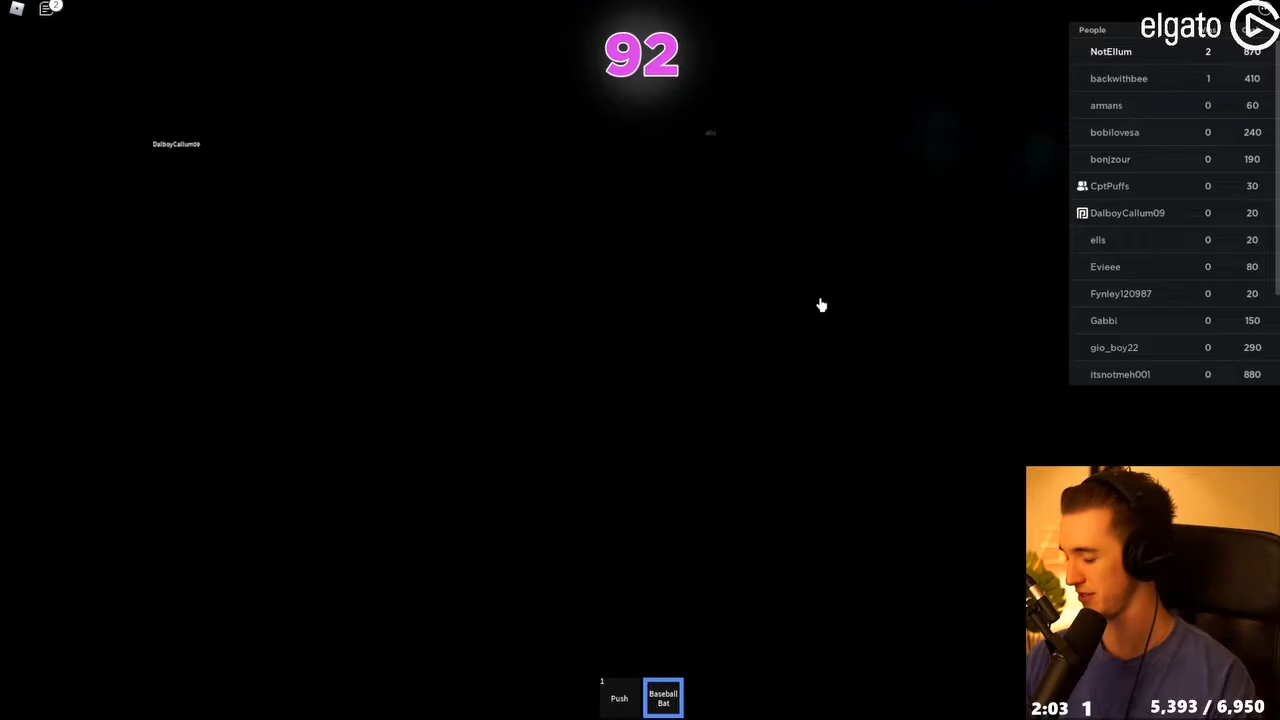 2
92
elgato
People
NotEllum 2 870
backwithbee 1 410
armans 0 60
DalboyCallum09
ells
bobilovesa 0 240
bonjzour 0 190
CptPuffs 0 30
DalboyCallum09 0 20
ells 0 20
Evieee 0 80
Fynley120987 0 20
Gabbi 0 150
gio_boy22 0 290
itsnotmeh001 0 880
1
Push
Baseball
Bat
2:03 1 5,393 / 6,950